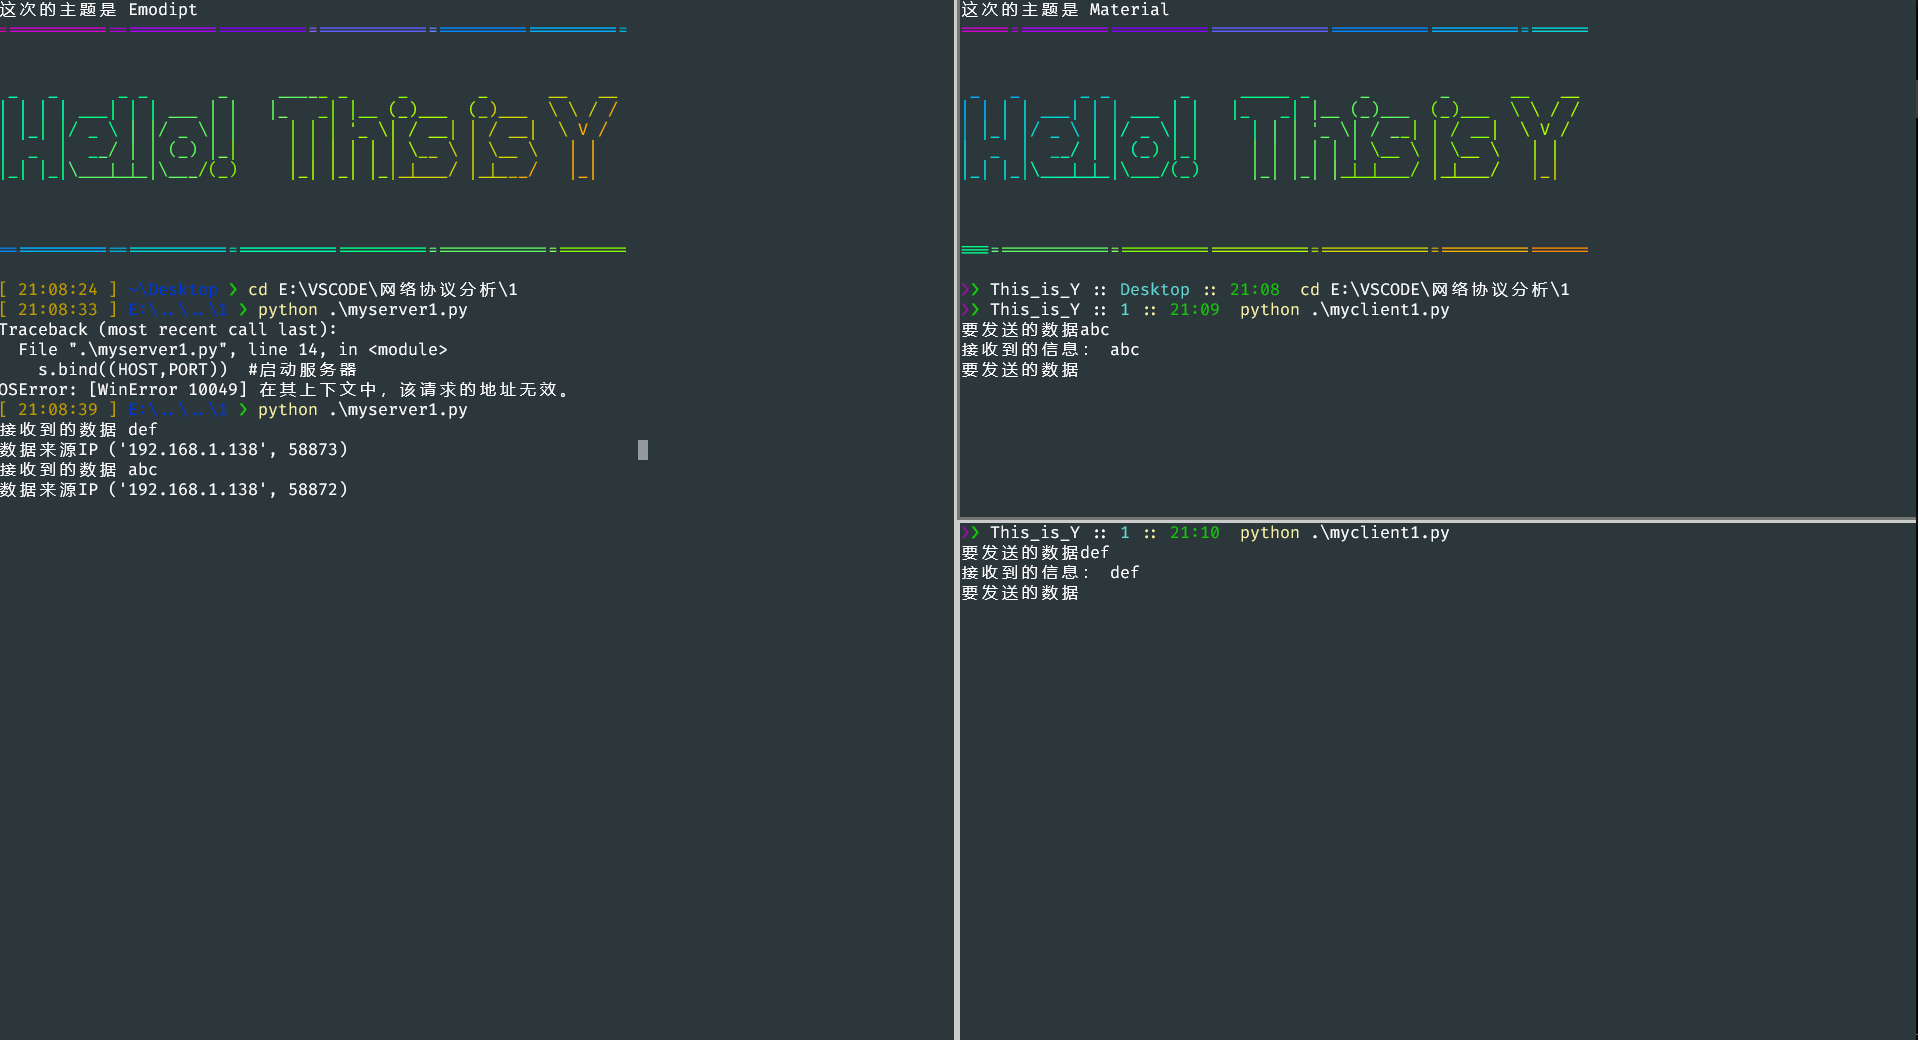 这次的主题是 Emodipt
Hello! This is Y
[ 21:08:24 ] ~\Desktop ❯ cd E:\VSCODE\网络协议分析\1
[ 21:08:33 ] E:\..\..\1 ❯ python .\myserver1.py
Traceback (most recent call last):
  File ".\myserver1.py", line 14, in <module>
    s.bind((HOST,PORT))  #启动服务器
OSError: [WinError 10049] 在其上下文中，该请求的地址无效。
[ 21:08:39 ] E:\..\..\1 ❯ python .\myserver1.py
接收到的数据 def
数据来源IP ('192.168.1.138', 58873)
接收到的数据 abc
数据来源IP ('192.168.1.138', 58872)
这次的主题是 Material
Hello! This is Y
❯❯ This_is_Y :: Desktop :: 21:08  cd E:\VSCODE\网络协议分析\1
❯❯ This_is_Y :: 1 :: 21:09  python .\myclient1.py
要发送的数据abc
接收到的信息： abc
要发送的数据
❯❯ This_is_Y :: 1 :: 21:10  python .\myclient1.py
要发送的数据def
接收到的信息： def
要发送的数据